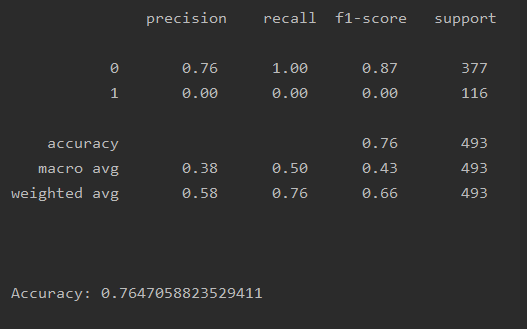 precision recall f1-score support
0 0.76 1.00 0.87 377
1 0.00 0.00 0.00 116
accuracy 0.76 493
macro avg 0.38 0.50 0.43 493
weighted avg 0.58 0.76 0.66 493
Accuracy: 0.7647058823529411